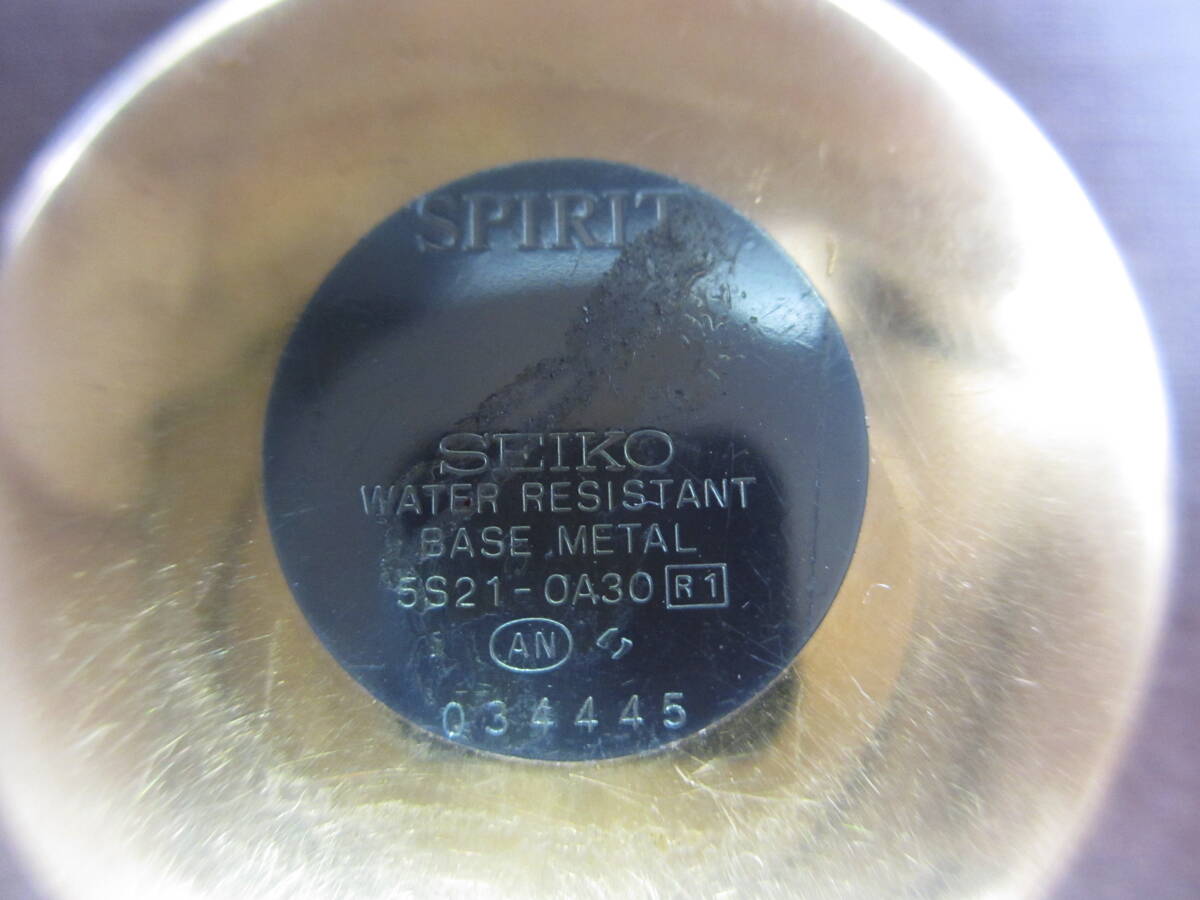 SPIRIT
SEIKO
WATER RESISTANT
BASE METAL
5S21-0A30 R1
AN
034445